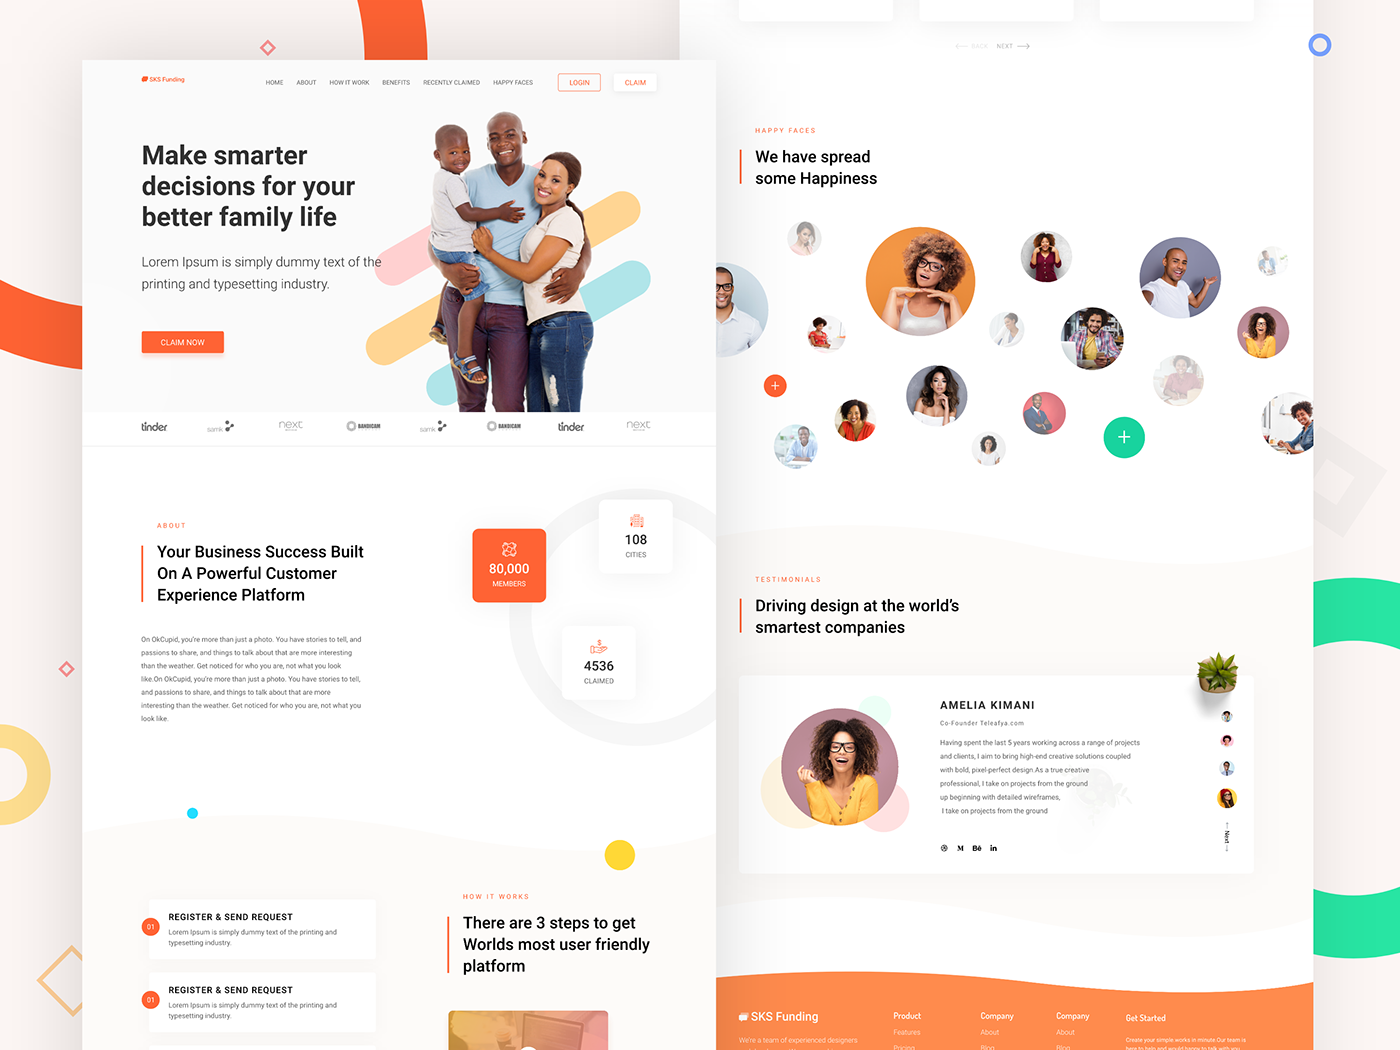 SKS Funding
HOME ABOUT HOW IT WORK BENEFITS RECENTLY CLAIMED HAPPY FACES LOGIN CLAIM
Make smarter
decisions for your
better family life
Lorem Ipsum is simply dummy text of the
printing and typesetting industry.
CLAIM NOW
tinder samk next BANDICAM samk BANDICAM tinder next
ABOUT
Your Business Success Built
On A Powerful Customer
Experience Platform
On OkCupid, you're more than just a photo. You have stories to tell, and
passions to share, and things to talk about that are more interesting
than the weather. Get noticed for who you are, not what you look
like.On OkCupid, you're more than just a photo. You have stories to tell,
and passions to share, and things to talk about that are more
interesting than the weather. Get noticed for who you are, not what you
look like.
80,000
MEMBERS
108
CITIES
4536
CLAIMED
01
REGISTER & SEND REQUEST
Lorem Ipsum is simply dummy text of the printing and
typesetting industry.
01
REGISTER & SEND REQUEST
Lorem Ipsum is simply dummy text of the printing and
typesetting industry.
HOW IT WORKS
There are 3 steps to get
Worlds most user friendly
platform
BACK NEXT
HAPPY FACES
We have spread
some Happiness
TESTIMONIALS
Driving design at the world's
smartest companies
AMELIA KIMANI
Co-Founder Teleafya.com
Having spent the last 5 years working across a range of projects
and clients, I aim to bring high-end creative solutions coupled
with bold, pixel-perfect design.As a true creative
professional, I take on projects from the ground
up beginning with detailed wireframes,
I take on projects from the ground
M Bē in
Next
SKS Funding
We're a team of experienced designers
Product
Features
Pricing
Company
About
Blog
Company
About
Blog
Get Started
Create your simple works in minute.Our team is
here to help and would happy to talk with you